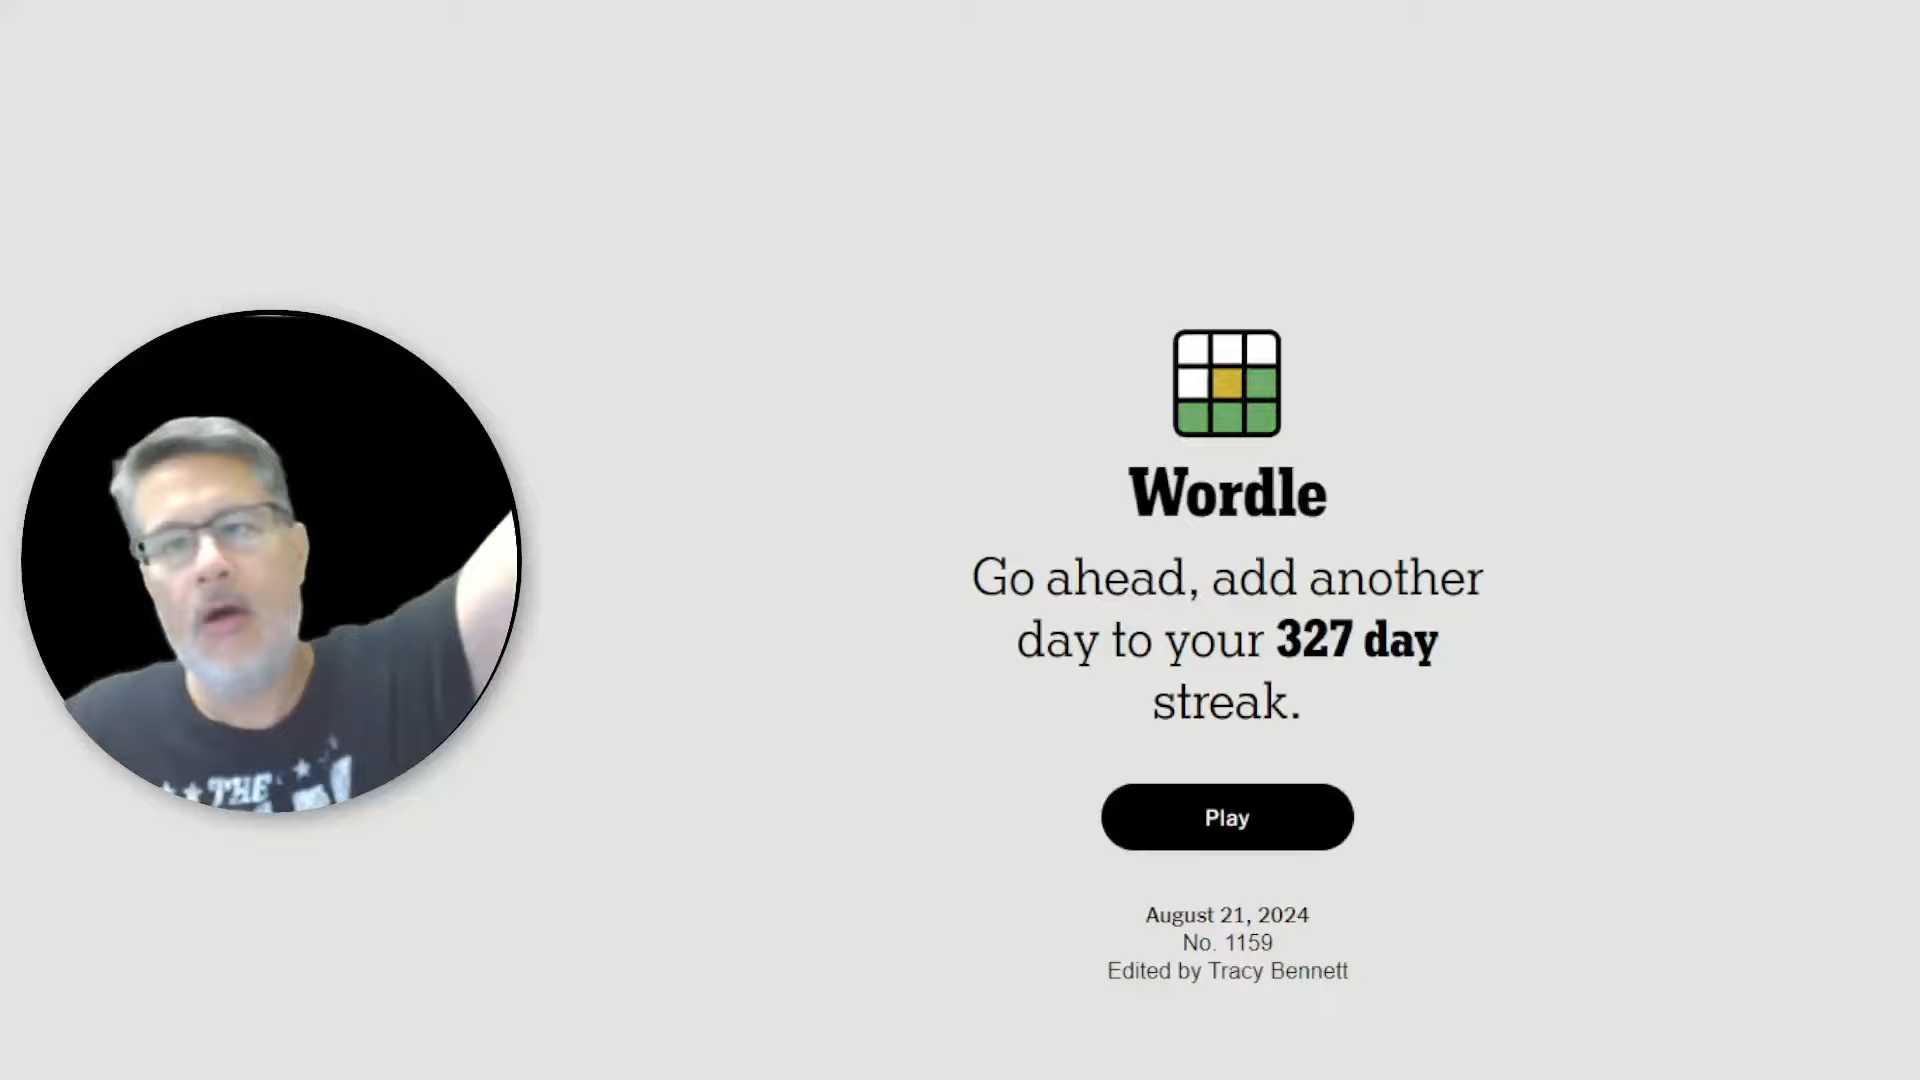 THE
Wordle
Go ahead, add another
day to your 327 day
streak.
Play
August 21, 2024
No. 1159
Edited by Tracy Bennett